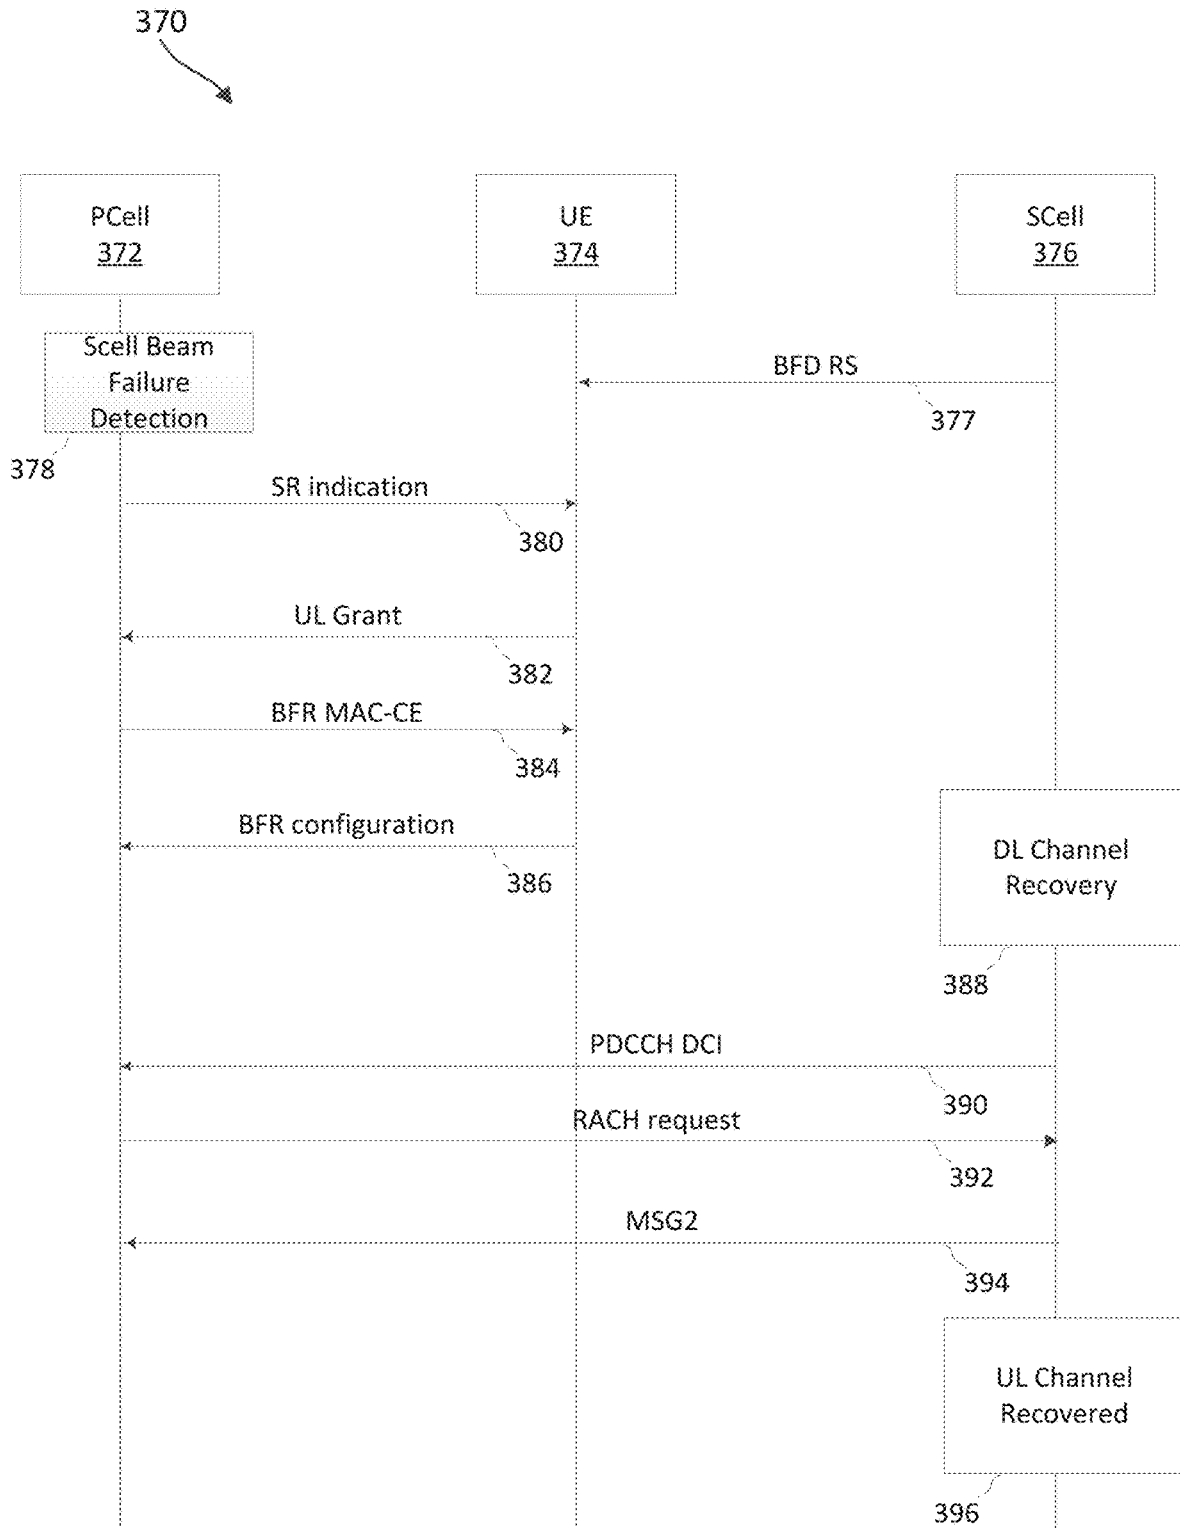 370
PCell
372
UE
374
SCell
376
Scell Beam
Failure
Detection
378
BFD RS
377
SR indication
380
UL Grant
382
BFR MAC-CE
384
BFR configuration
386
DL Channel
Recovery
388
PDCCH DCI
390
RACH request
392
MSG2
394
UL Channel
Recovered
396